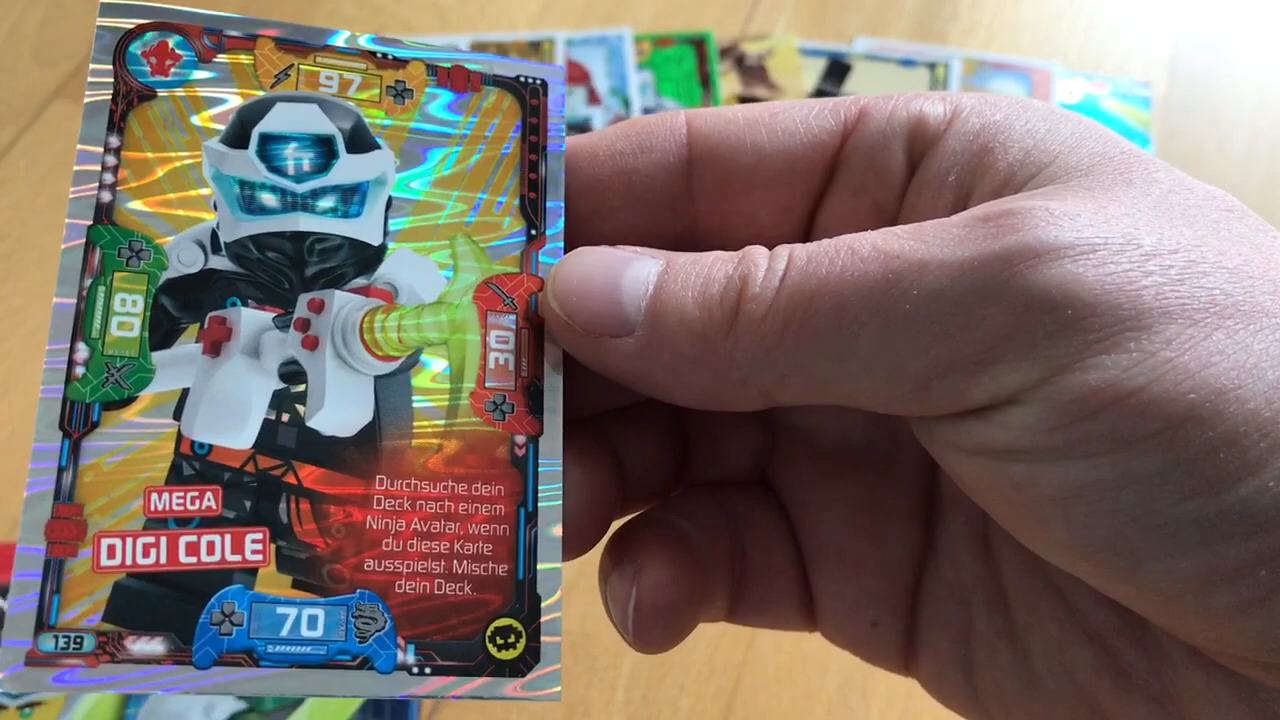 97
80
30
Durchsuche dein
Deck nach einem
Ninja Avatar, wenn
du diese Karte
ausspielst. Mische
dein Deck.
MEGA
DIGI COLE
70
139